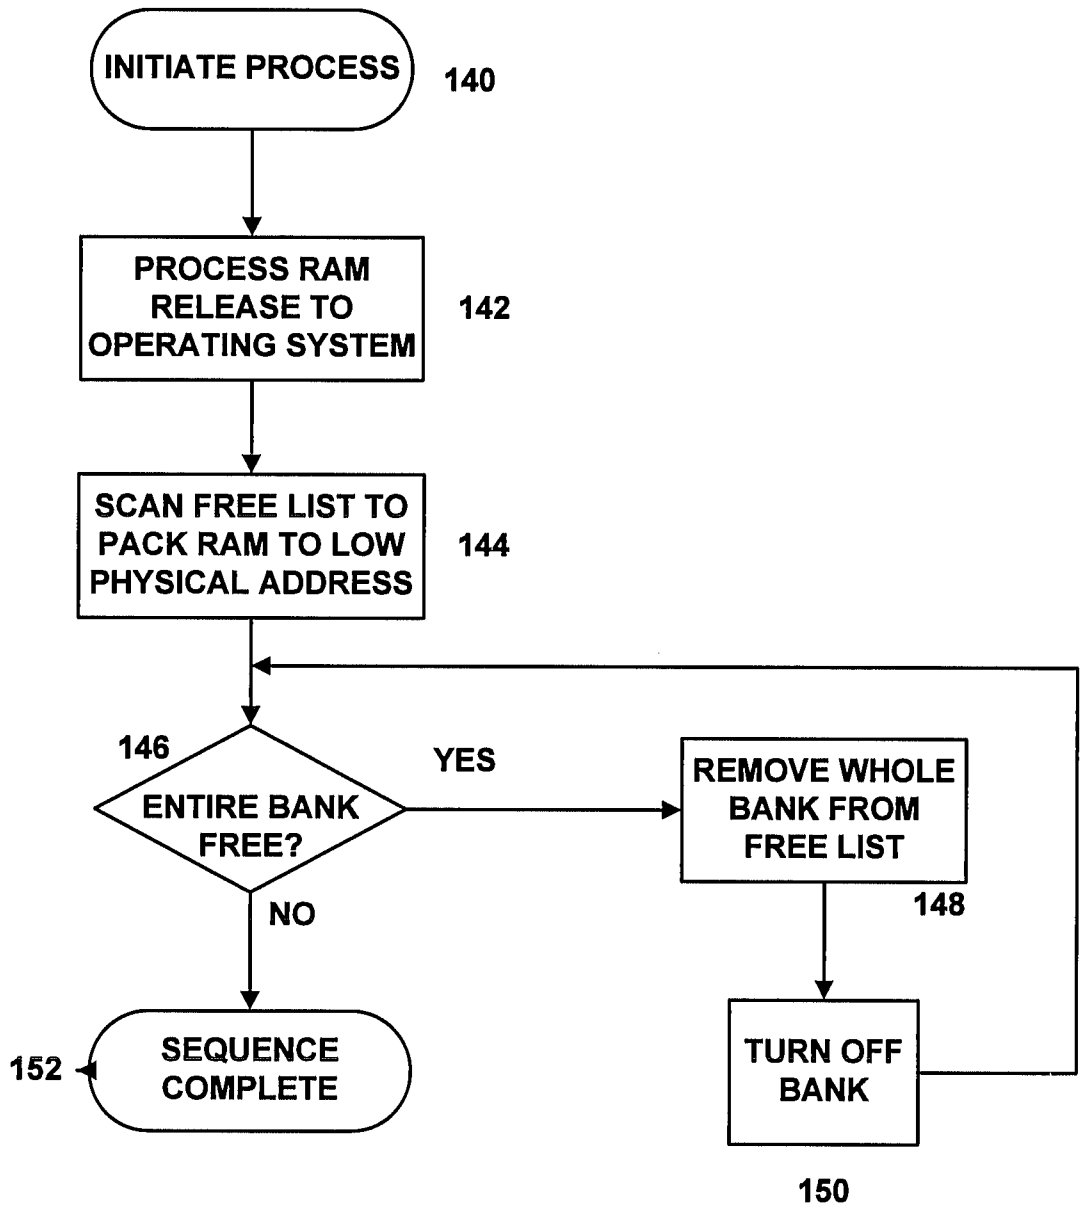 INITIATE PROCESS
140
PROCESS RAM
RELEASE TO
OPERATING SYSTEM
142
SCAN FREE LIST TO
PACK RAM TO LOW
PHYSICAL ADDRESS
144
146
ENTIRE BANK
FREE?
YES
NO
REMOVE WHOLE
BANK FROM
FREE LIST
148
TURN OFF
BANK
150
SEQUENCE
COMPLETE
152